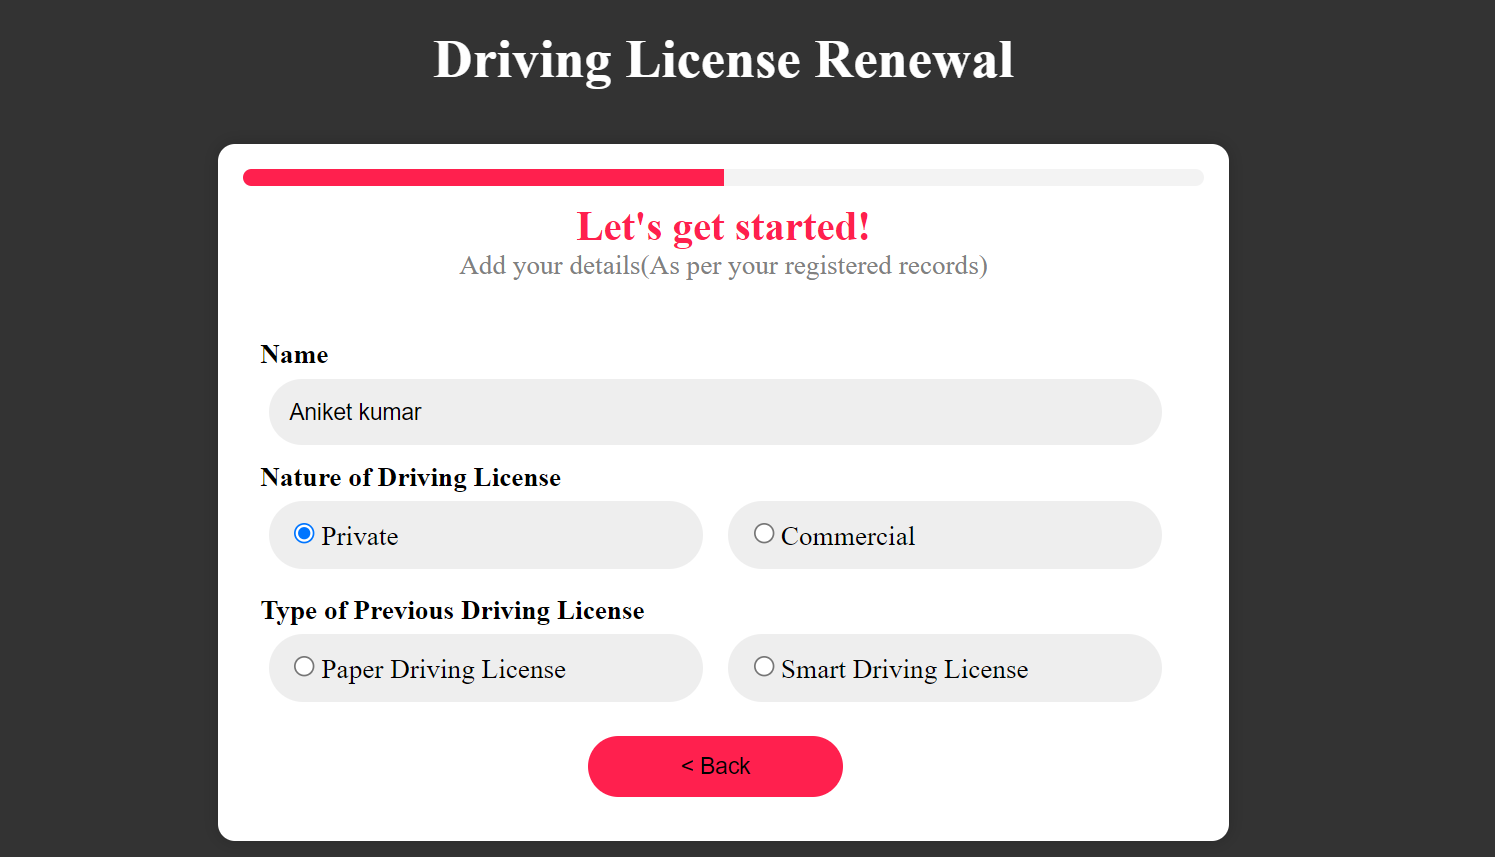 Driving License Renewal
Let's get started!
Add your details(As per your registered records)
Name
Aniket kumar
Nature of Driving License
Private Commercial
Type of Previous Driving License
Paper Driving License Smart Driving License
< Back